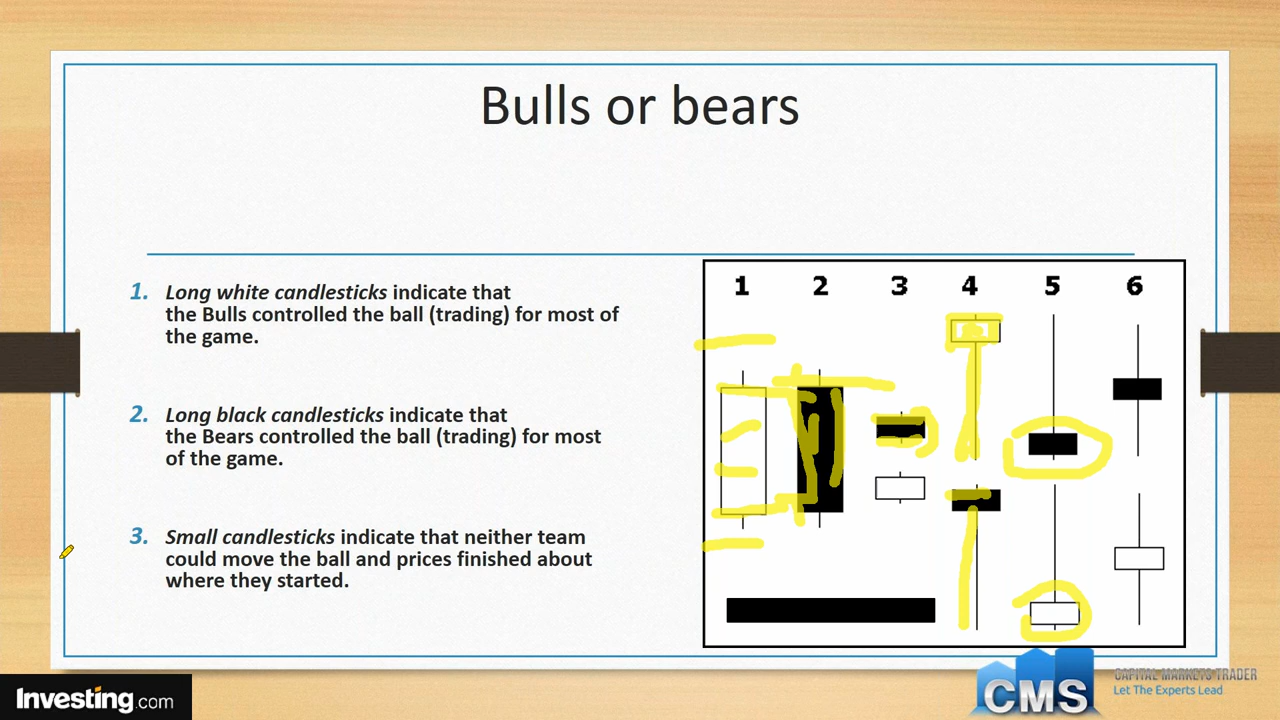 Bulls or bears
1. Long white candlesticks indicate that
the Bulls controlled the ball (trading) for most of
the game.
2. Long black candlesticks indicate that
the Bears controlled the ball (trading) for most
of the game.
3. Small candlesticks indicate that neither team
could move the ball and prices finished about
where they started.
1 2 3 4 5 6
Investing.com
CMS
CAPITAL MARKETS TRADER
Let The Experts Lead